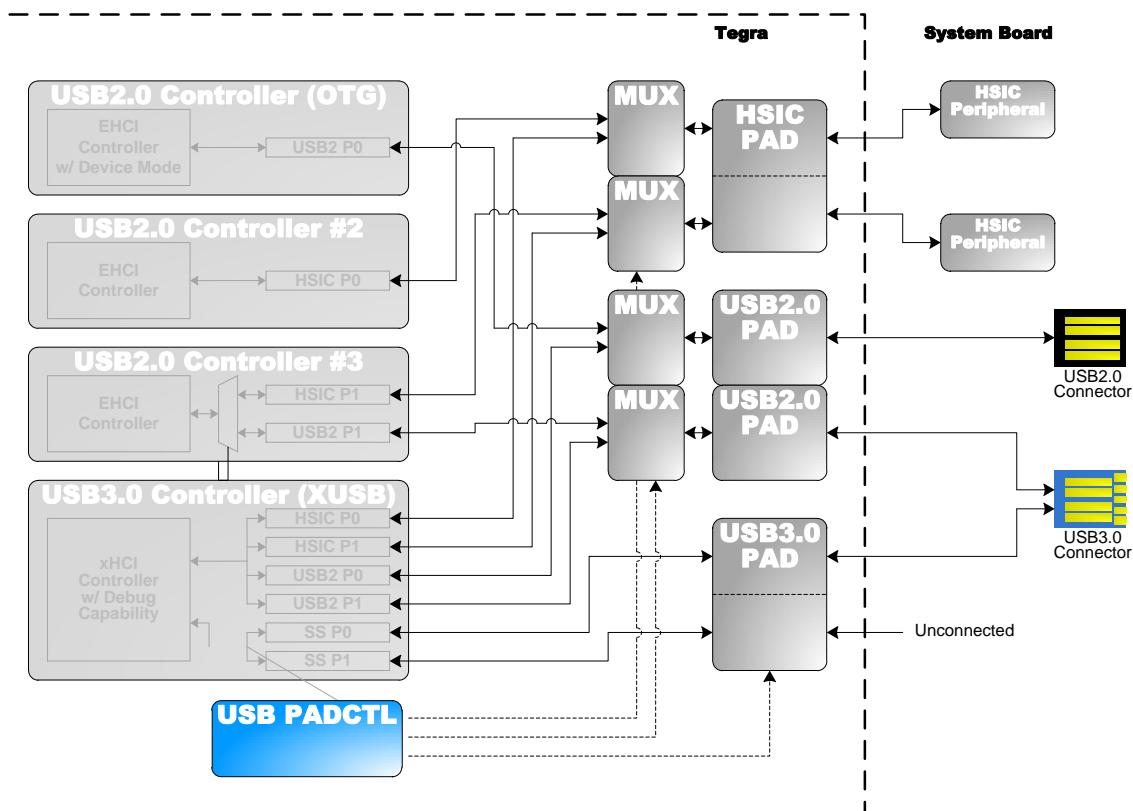 Tegra
System Board
USB2.0 Controller (OTG)
EHCI
Controller
w/ Device Mode
USB2 P0
MUX
HSIC
PAD
HSIC
Peripheral
MUX
USB2.0 Controller #2
EHCI
Controller
HSIC P0
HSIC
Peripheral
MUX
USB2.0
PAD
USB2.0
Connector
USB2.0 Controller #3
EHCI
Controller
HSIC P1
USB2 P1
MUX
USB2.0
PAD
USB3.0 Controller (XUSB)
xHCI
Controller
w/ Debug
Capability
HSIC P0
HSIC P1
USB2 P0
USB2 P1
SS P0
SS P1
USB3.0
PAD
USB3.0
Connector
Unconnected
USB PADCTL